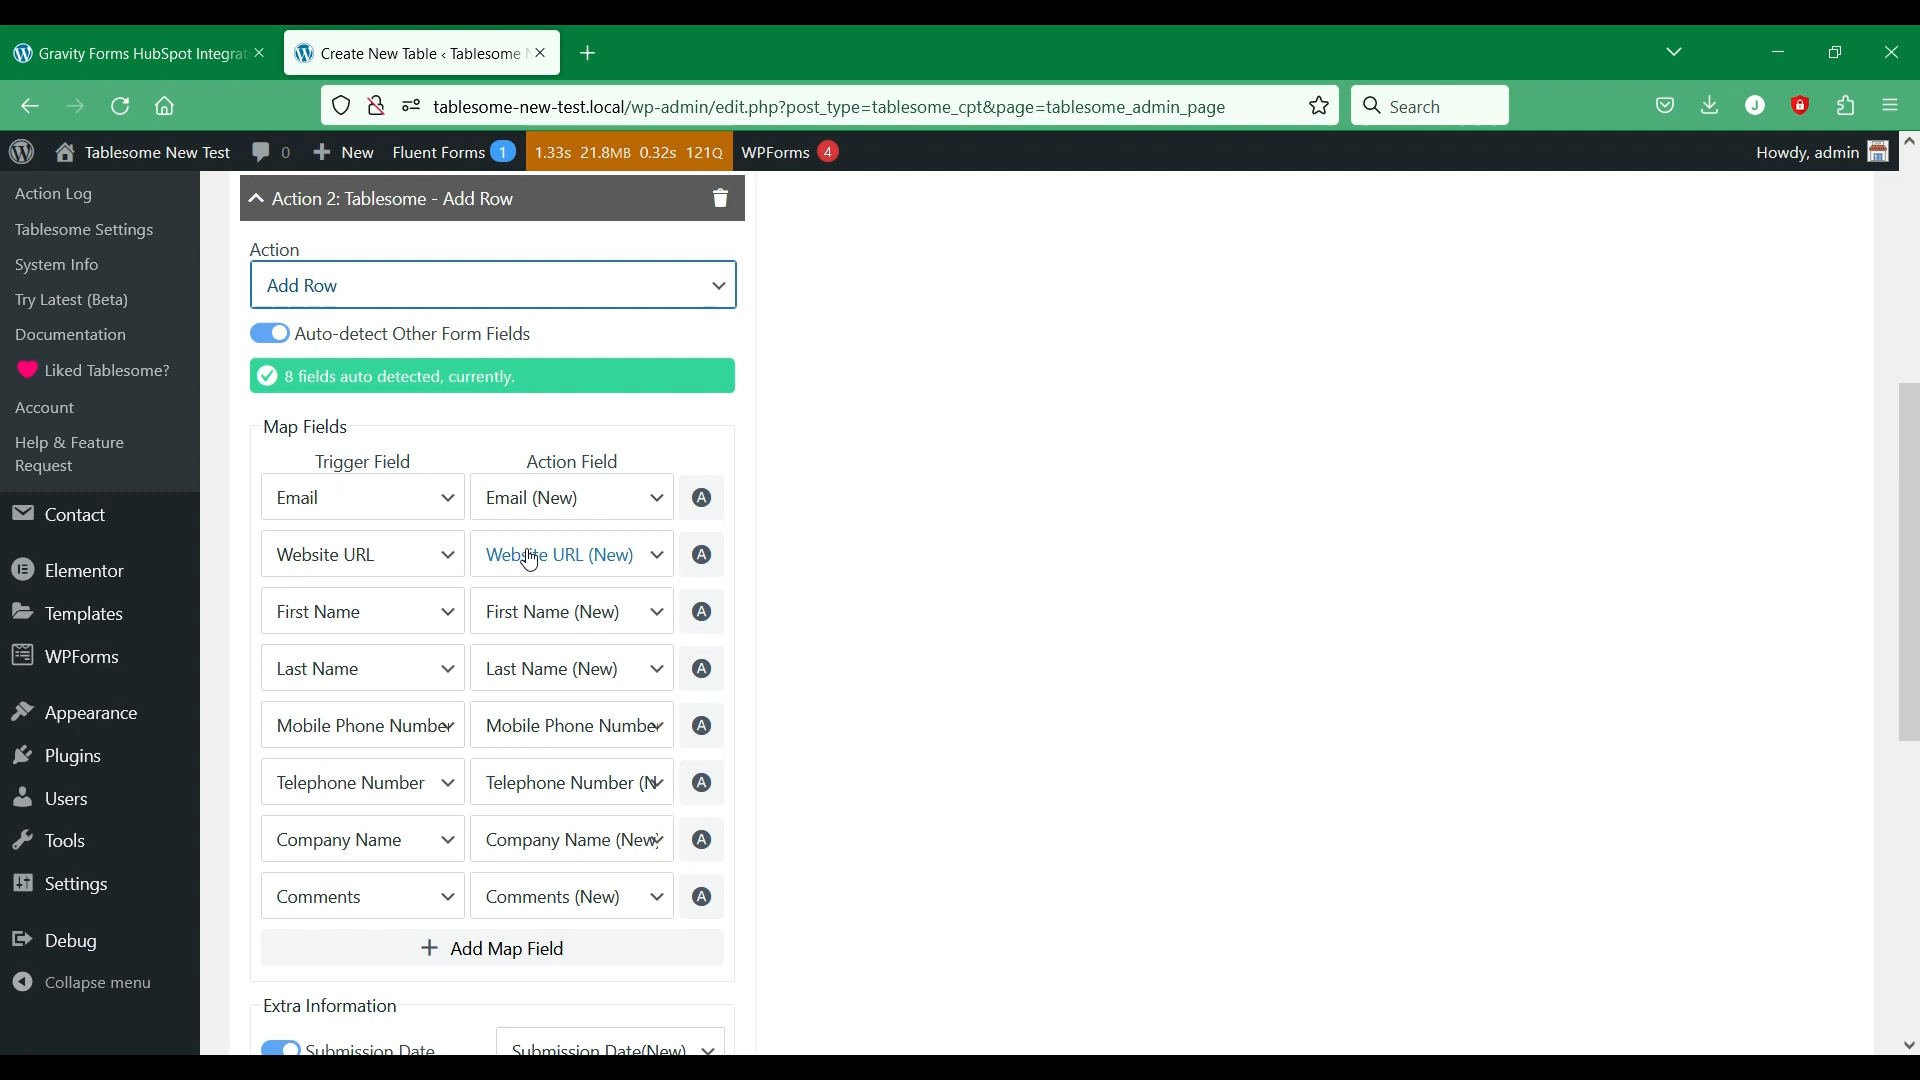 Gravity Forms HubSpot Integrat
Create New Table ‹ Tablesome
tablesome-new-test.local/wp-admin/edit.php?post_type=tablesome_cpt&page=tablesome_admin_page
Search
J
Tablesome New Test
0
New
Fluent Forms 1
1.33s 21.8MB 0.32s 121Q
WPForms 4
Howdy, admin
Action Log
Tablesome Settings
System Info
Try Latest (Beta)
Documentation
Liked Tablesome?
Account
Help & Feature
Request
Contact
Elementor
Templates
WPForms
Appearance
Plugins
Users
Tools
Settings
Debug
Collapse menu
Action 2: Tablesome - Add Row
Action
Add Row
Auto-detect Other Form Fields
8 fields auto detected, currently.
Map Fields
Trigger Field Action Field
Email Email (New) A
Website URL Website URL (New) A
First Name First Name (New) A
Last Name Last Name (New) A
Mobile Phone Number Mobile Phone Number A
Telephone Number Telephone Number (N A
Company Name Company Name (New) A
Comments Comments (New) A
+ Add Map Field
Extra Information
Submission Date Submission Date(New)